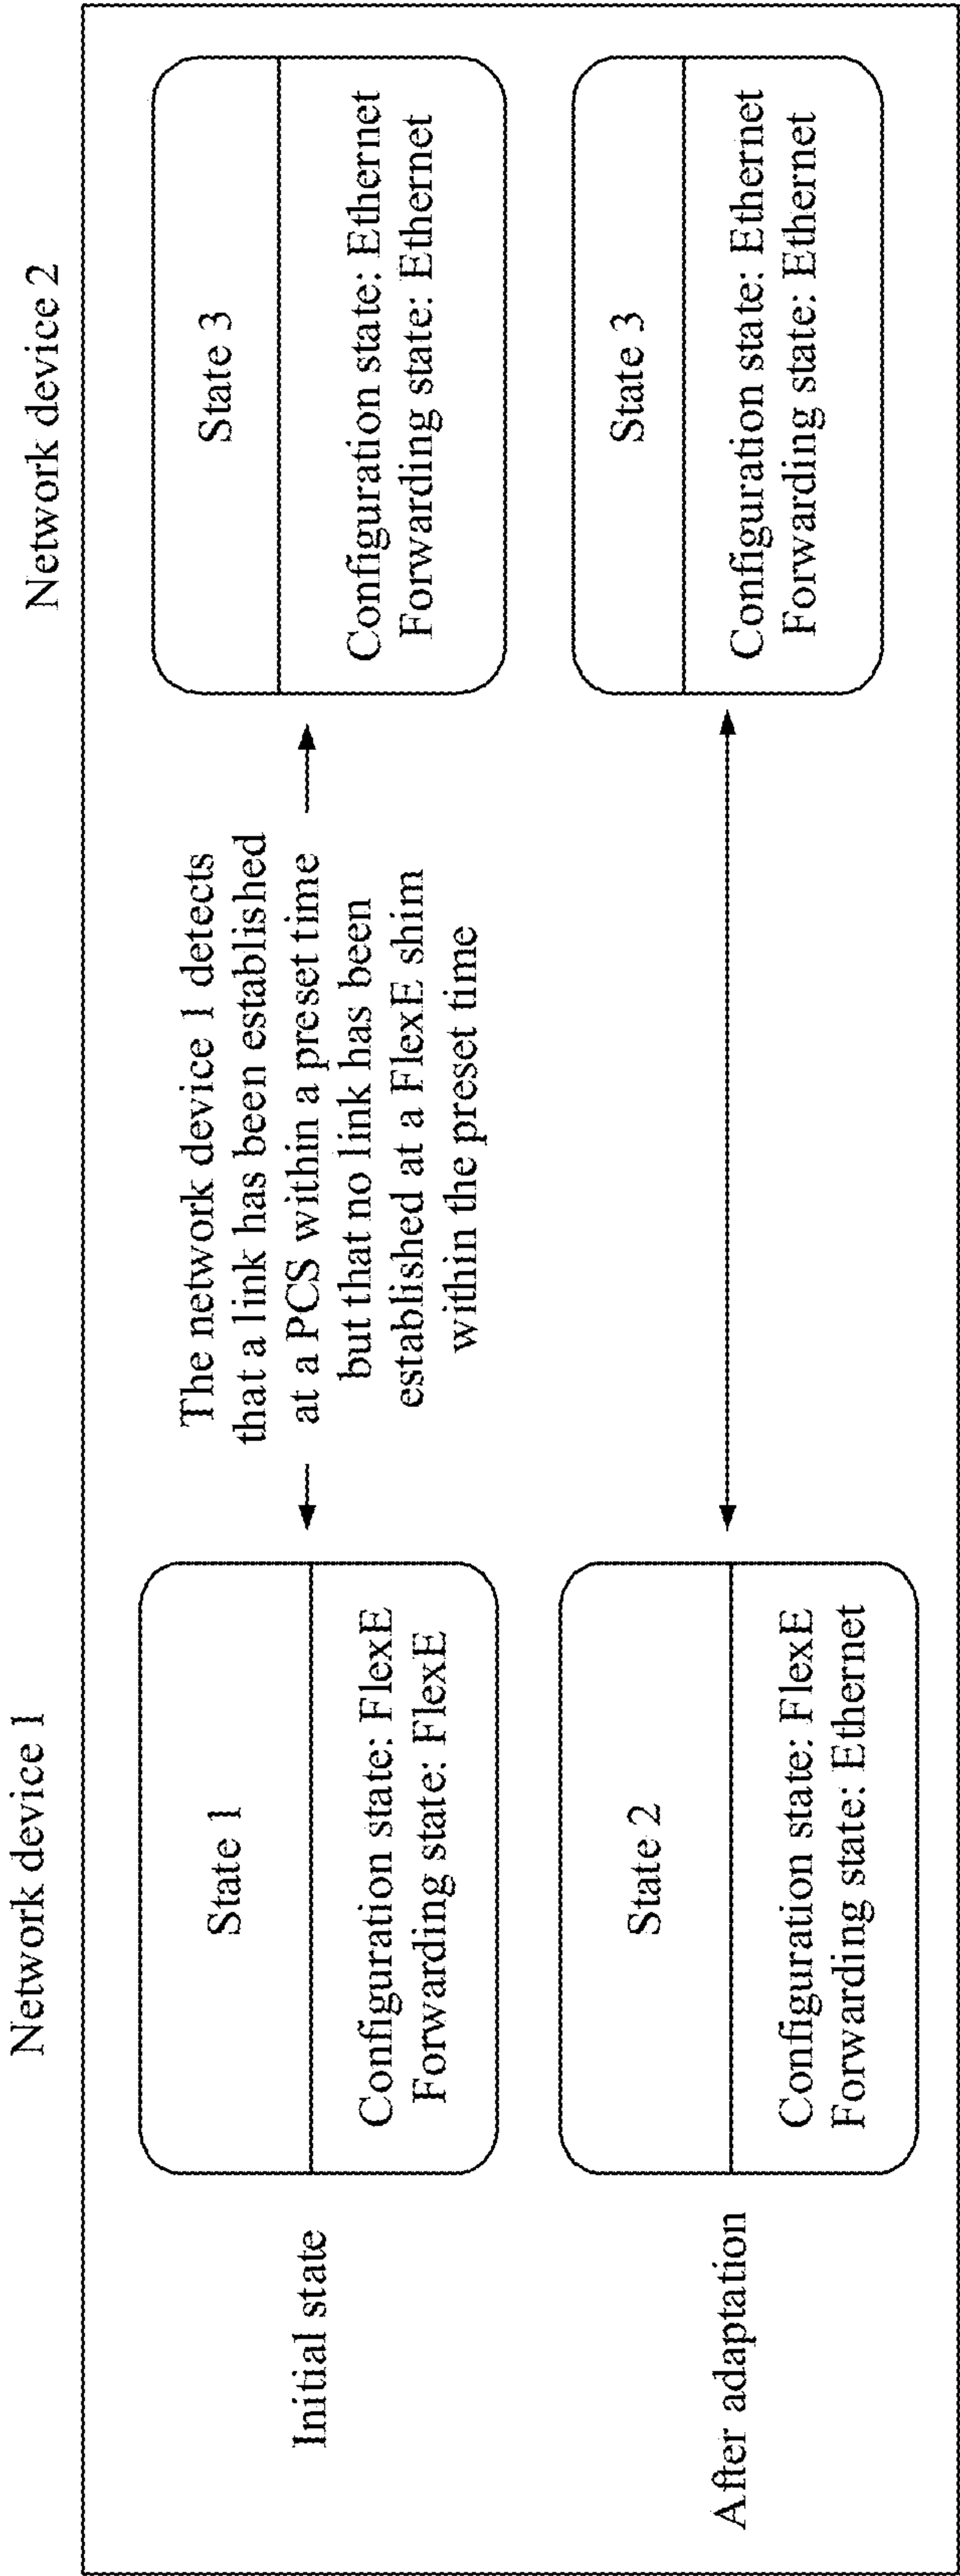 Network device 1
Network device 2
Initial state
State 1
Configuration state: FlexE
Forwarding state: FlexE
The network device 1 detects
that a link has been established
at a PCS within a preset time
but that no link has been
established at a FlexE shim
within the preset time
State 3
Configuration state: Ethernet
Forwarding state: Ethernet
After adaptation
State 2
Configuration state: FlexE
Forwarding state: Ethernet
State 3
Configuration state: Ethernet
Forwarding state: Ethernet